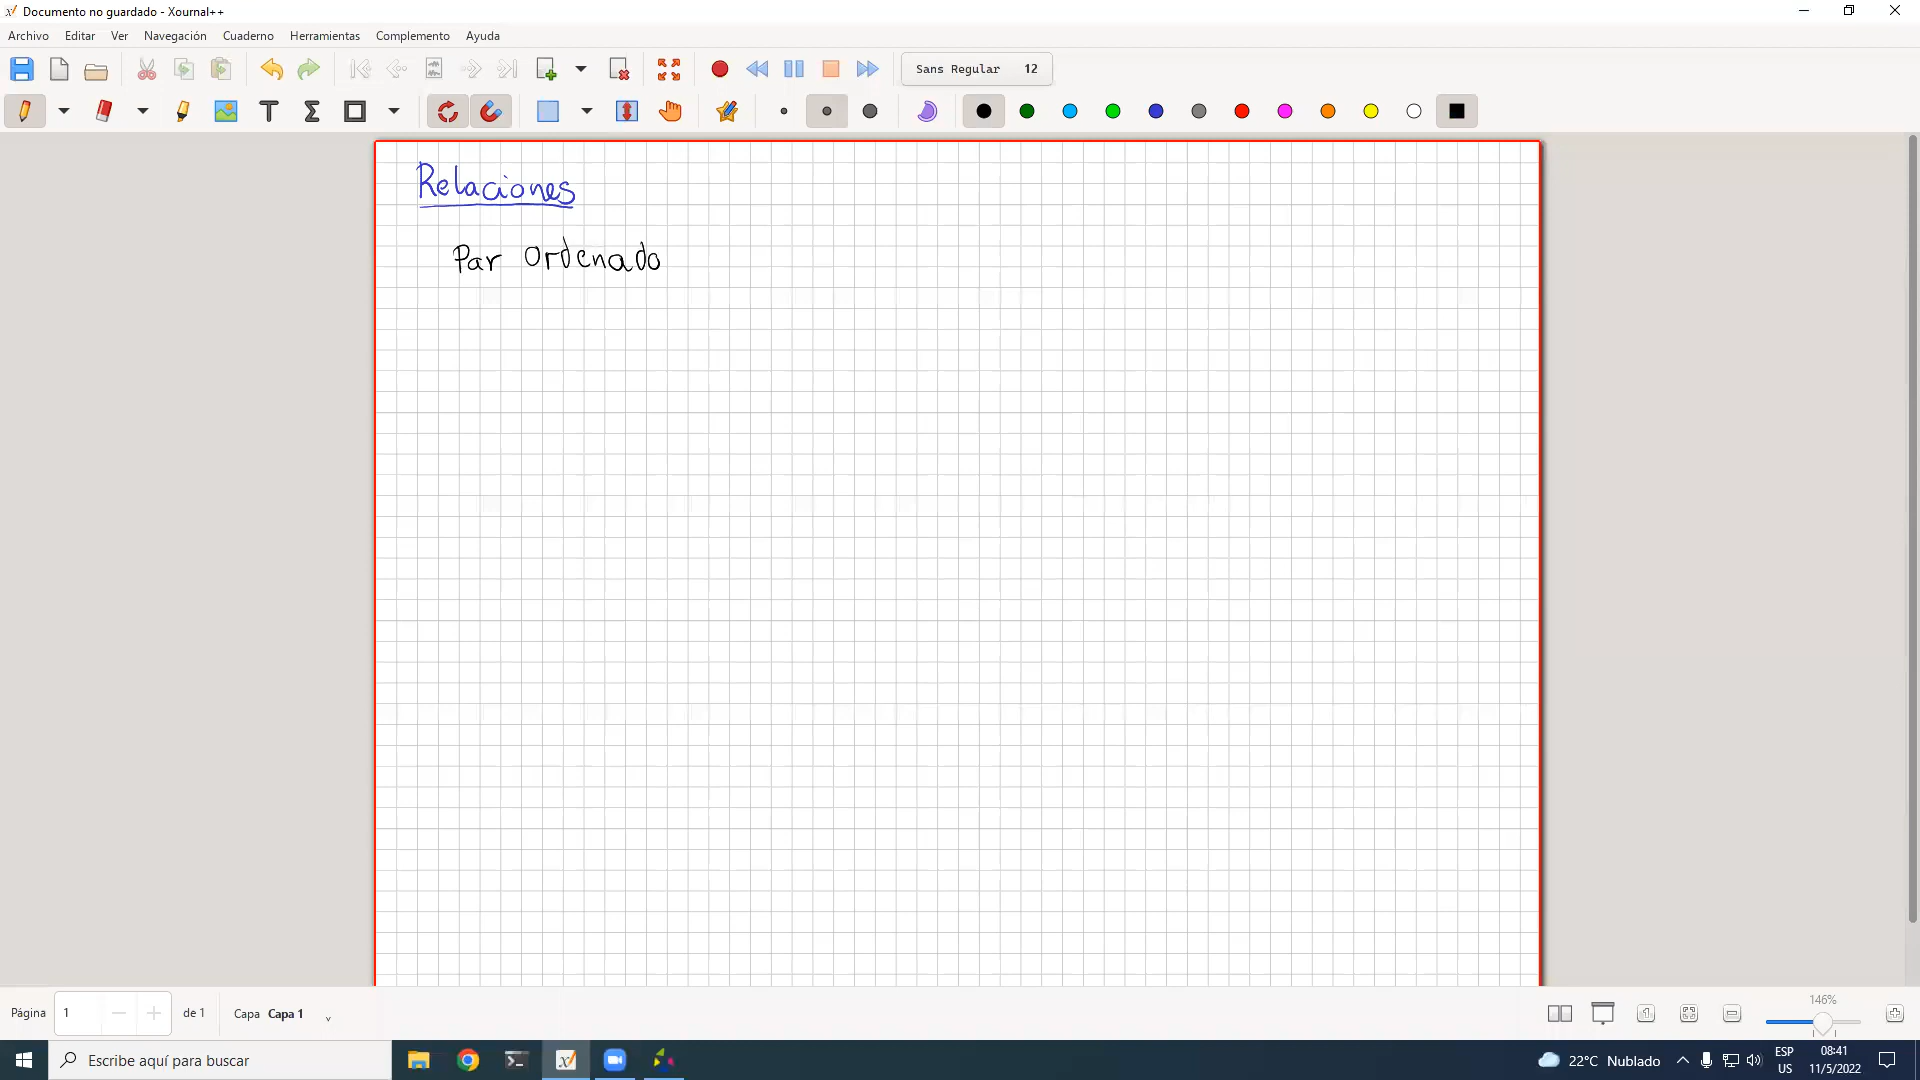 Documento no guardado - Xournal++
Archivo Editar Ver Navegación Cuaderno Herramientas Complemento Ayuda
Sans Regular 12
Relaciones
Par Ordenado
Página 1 de 1 Capa Capa 1
146%
Escribe aquí para buscar
22°C Nublado
ESP
US
08:41
11/5/2022